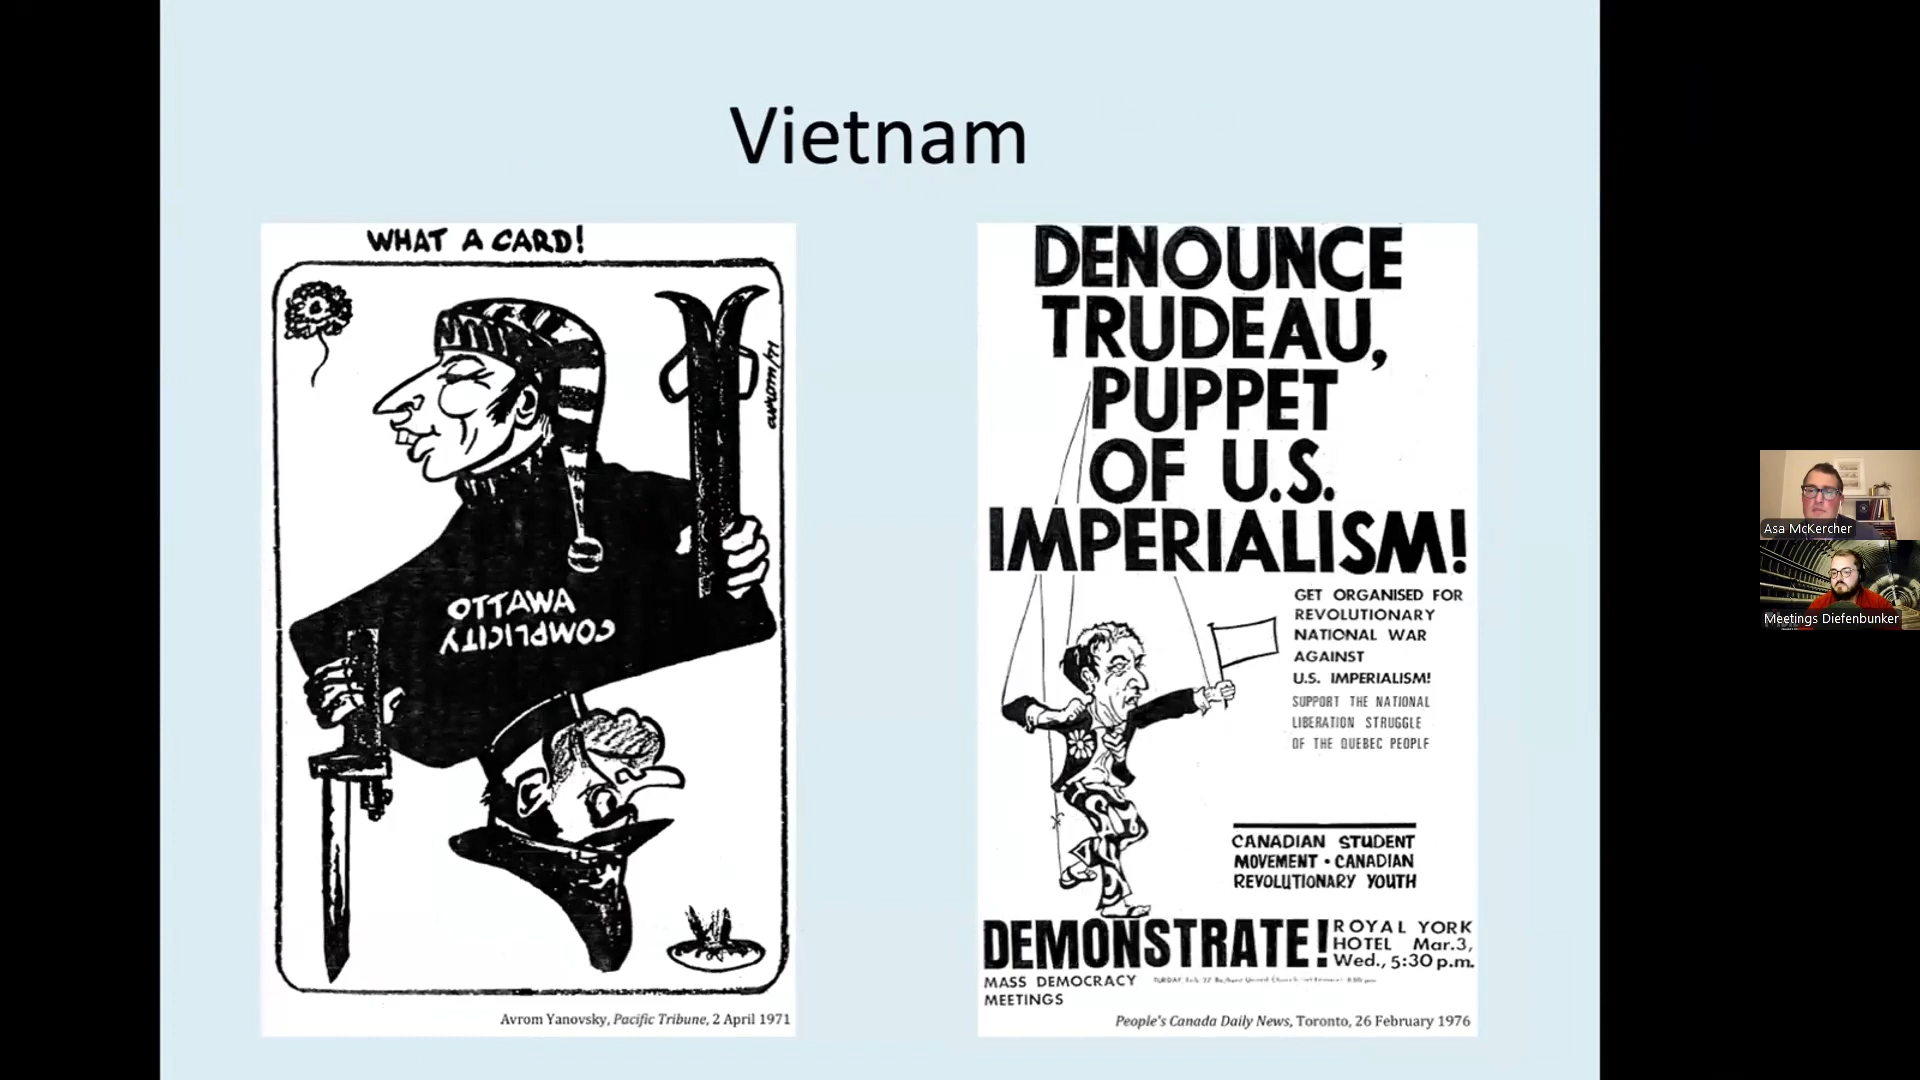 Vietnam
WHAT A CARD!
avrom/71
OTTAWA
COMPLICITY
Avrom Yanovsky, Pacific Tribune, 2 April 1971
DENOUNCE
TRUDEAU,
PUPPET
OF U.S.
IMPERIALISM!
GET ORGANISED FOR
REVOLUTIONARY
NATIONAL WAR
AGAINST
U.S. IMPERIALISM!
SUPPORT THE NATIONAL
LIBERATION STRUGGLE
OF THE QUEBEC PEOPLE
CANADIAN STUDENT
MOVEMENT • CANADIAN
REVOLUTIONARY YOUTH
DEMONSTRATE!
ROYAL YORK
HOTEL Mar.3,
Wed., 5:30 p.m.
MASS DEMOCRACY
MEETINGS
People's Canada Daily News, Toronto, 26 February 1976
Asa McKercher
Meetings Diefenbunker